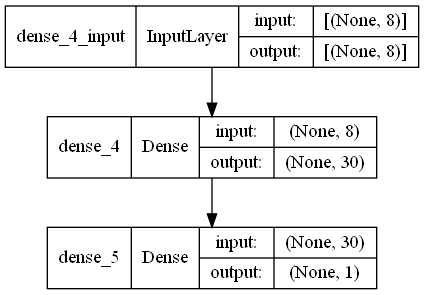 dense_4_input InputLayer input: [(None, 8)]
output: [(None, 8)]
dense_4 Dense input: (None, 8)
output: (None, 30)
dense_5 Dense input: (None, 30)
output: (None, 1)